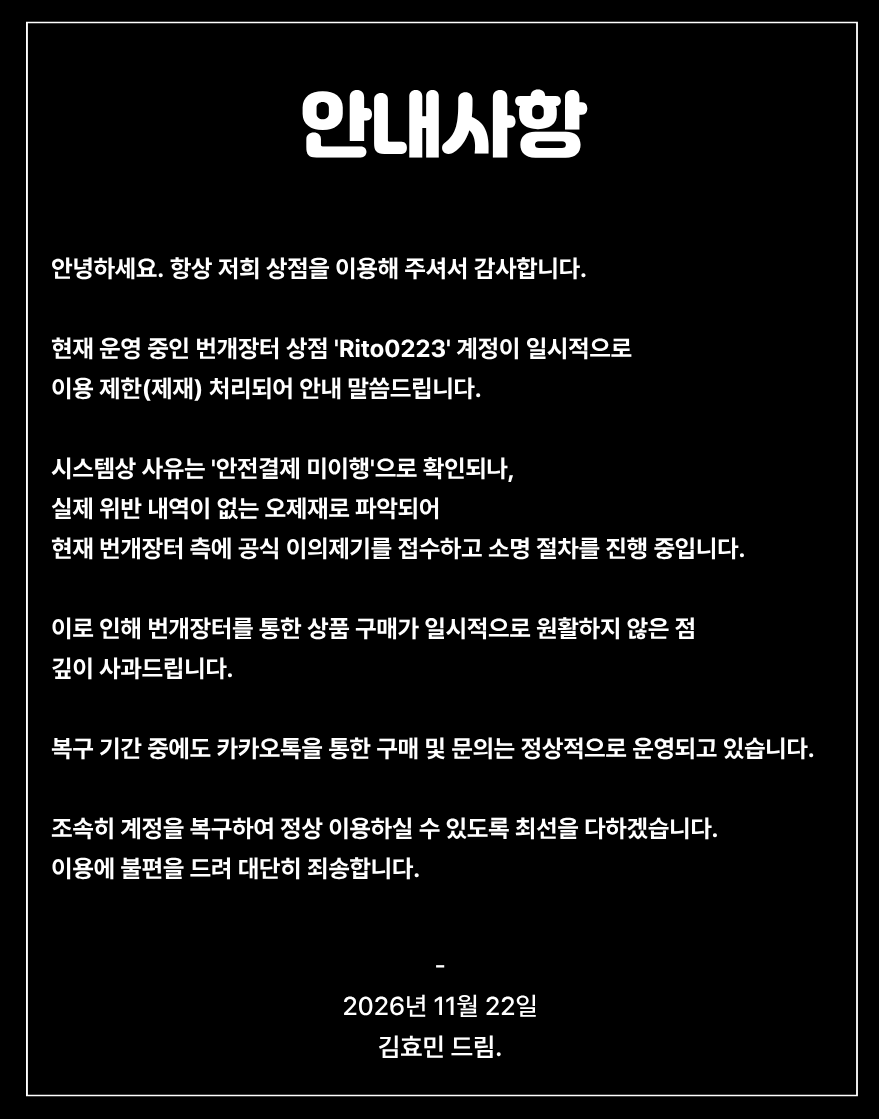 안내사항
안녕하세요. 항상 저희 상점을 이용해 주셔서 감사합니다.
현재 운영 중인 번개장터 상점 'Rito0223' 계정이 일시적으로
이용 제한(제재) 처리되어 안내 말씀드립니다.
시스템상 사유는 '안전결제 미이행'으로 확인되나,
실제 위반 내역이 없는 오제재로 파악되어
현재 번개장터 측에 공식 이의제기를 접수하고 소명 절차를 진행 중입니다.
이로 인해 번개장터를 통한 상품 구매가 일시적으로 원활하지 않은 점
깊이 사과드립니다.
복구 기간 중에도 카카오톡을 통한 구매 및 문의는 정상적으로 운영되고 있습니다.
조속히 계정을 복구하여 정상 이용하실 수 있도록 최선을 다하겠습니다.
이용에 불편을 드려 대단히 죄송합니다.
-
2026년 11월 22일
김효민 드림.